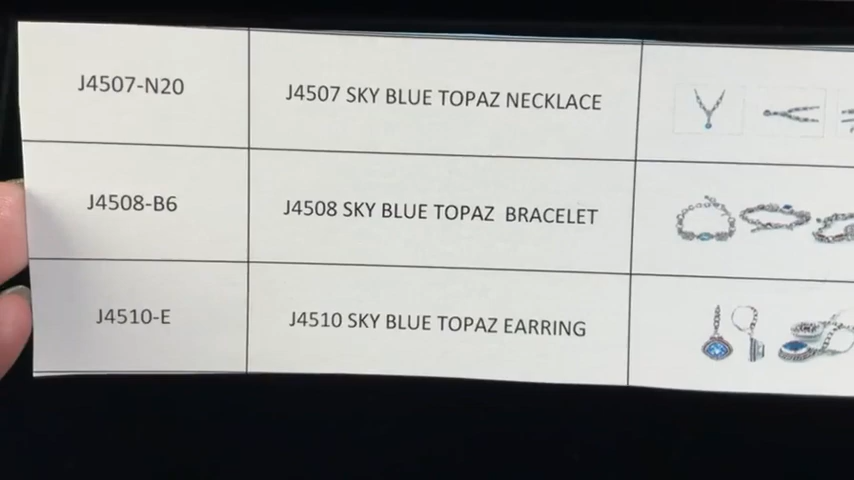 J4507-N20
J4507 SKY BLUE TOPAZ NECKLACE
J4508-B6
J4508 SKY BLUE TOPAZ BRACELET
J4510-E
J4510 SKY BLUE TOPAZ EARRING